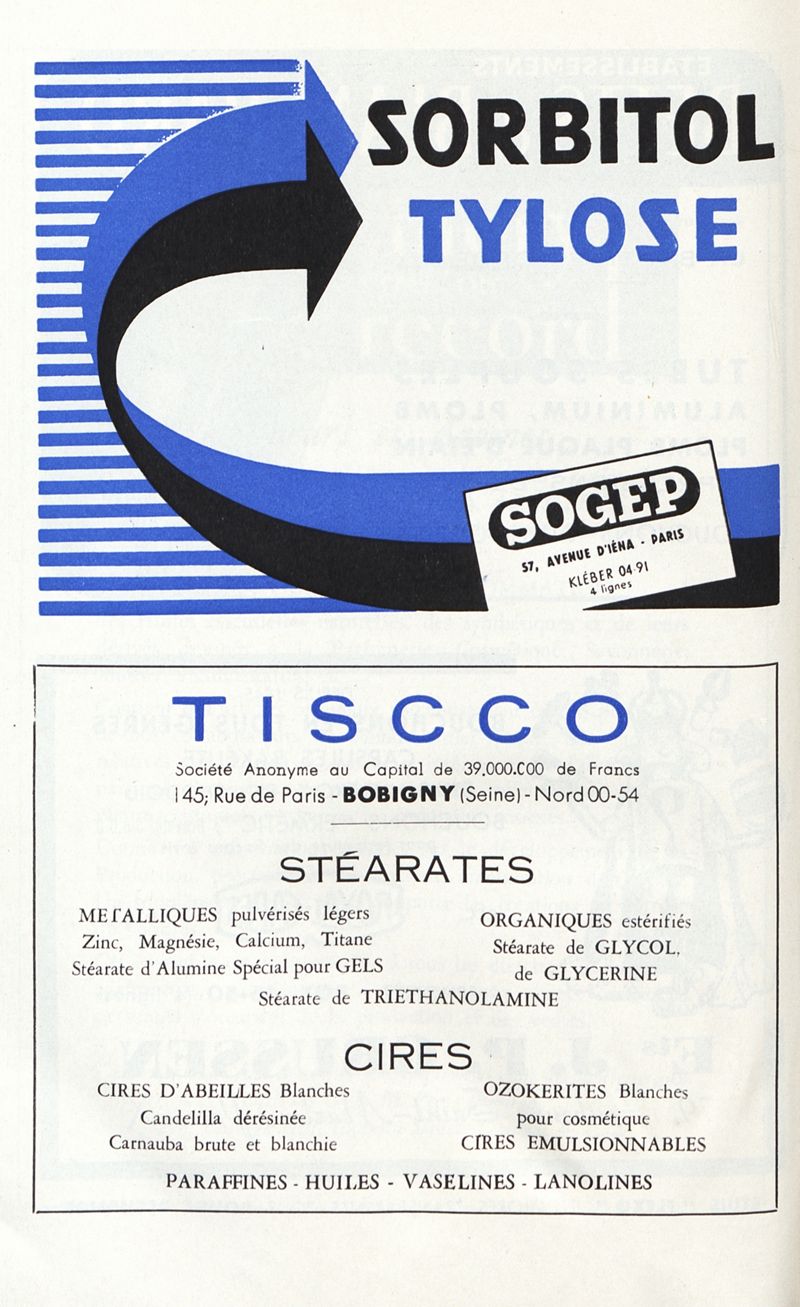 SORBITOL
TYLOSE
SOGEP
57, AVENUE D'IÉNA - PARIS
KLÉBER 04-91
4 lignes
TISCCO
Société Anonyme au Capital de 39.000.000 de Francs
145; Rue de Paris - BOBIGNY (Seine) - Nord 00-54
STÉARATES
METALLIQUES pulvérisés légers
Zinc, Magnésie, Calcium, Titane
Stéarate d'Alumine Spécial pour GELS
ORGANIQUES estérifiés
Stéarate de GLYCOL,
de GLYCERINE
Stéarate de TRIETHANOLAMINE
CIRES
CIRES D'ABEILLES Blanches
Candelilla dérésinée
Carnauba brute et blanchie
OZOKERITES Blanches
pour cosmétique
CIRES EMULSIONNABLES
PARAFFINES - HUILES - VASELINES - LANOLINES